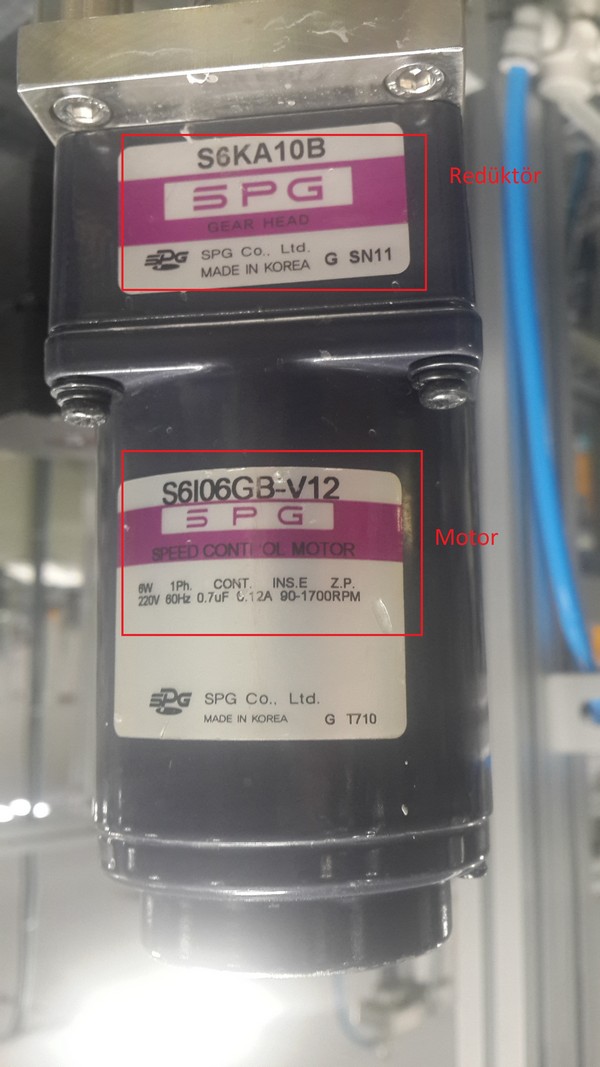 S6KA10B
SPG
GEAR HEAD
SPG SPG Co., Ltd.
MADE IN KOREA G SN11
Redüktör
S6I06GB-V12
SPG
SPEED CONTROL MOTOR
6W 1Ph. CONT. INS.E Z.P.
220V 60Hz 0.7uF 0.12A 90-1700RPM
Motor
SPG SPG Co., Ltd.
MADE IN KOREA G T710